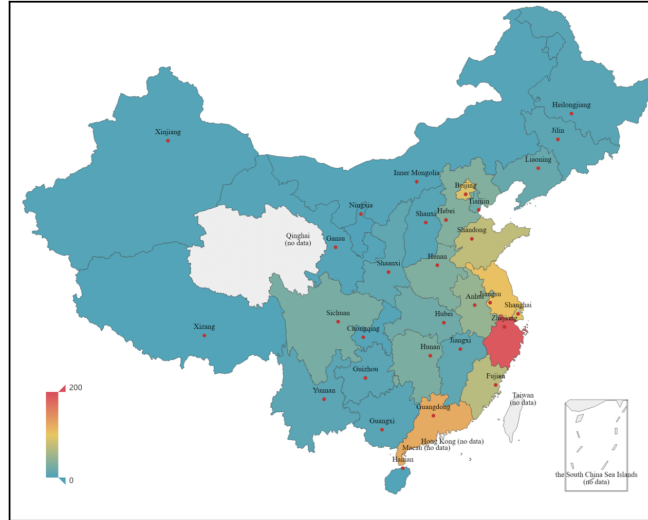 Heilongjiang
Jilin
Xinjiang
Liaoning
Inner Mongolia
Beijing
Tianjin
Ningxia
Shanxi
Hebei
Shandong
Qinghai
(no data)
Gansu
Henan
Shaanxi
Anhui
Jiangsu
Shanghai
Sichuan
Hubei
Zhejiang
Xizang
Chongqing
Hunan
Jiangxi
Guizhou
Fujian
Yunnan
Taiwan
(no data)
Guangdong
Guangxi
Hong Kong (no data)
Macau (no data)
Hainan
the South China Sea Islands
(no data)
200
0